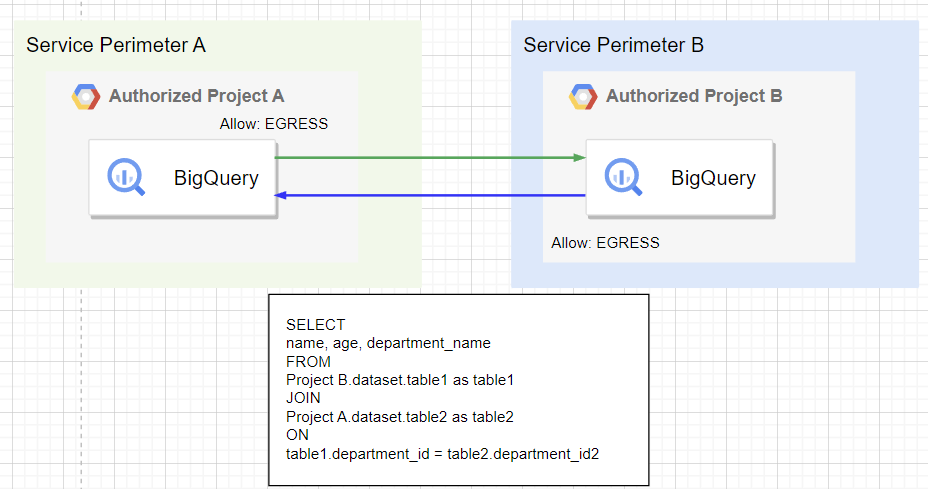 Service Perimeter A
Authorized Project A
Allow: EGRESS
BigQuery
Service Perimeter B
Authorized Project B
BigQuery
Allow: EGRESS
SELECT
name, age, department_name
FROM
Project B.dataset.table1 as table1
JOIN
Project A.dataset.table2 as table2
ON
table1.department_id = table2.department_id2